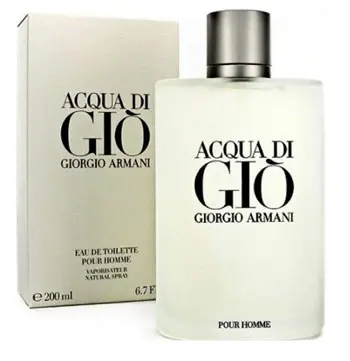 ACQUA DI
GIÒ
GIORGIO ARMANI
EAU DE TOILETTE
POUR HOMME
VAPORISATEUR
NATURAL SPRAY
℮ 200 ml 6.7 F
ACQUA DI
GIÒ
GIORGIO ARMANI
POUR HOMME